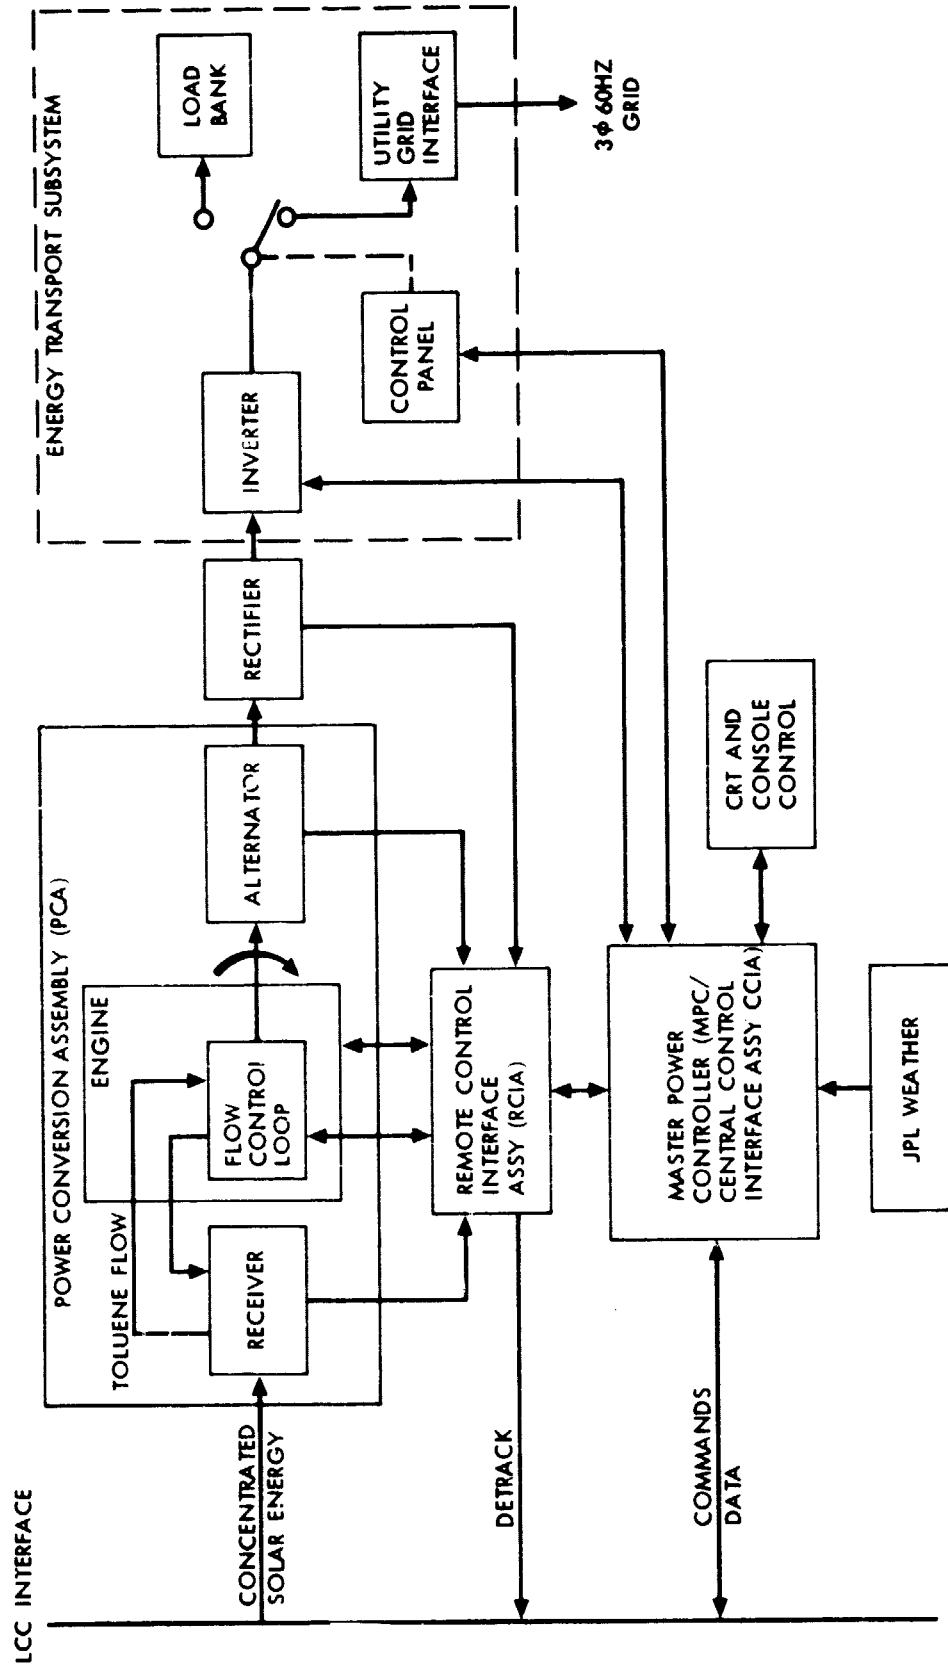 LCC INTERFACE
CONCENTRATED
SOLAR ENERGY
DETRACK
COMMANDS
DATA
POWER CONVERSION ASSEMBLY (PCA)
TOLUENE FLOW
RECEIVER
ENGINE
FLOW
CONTROL
LOOP
ALTERNATOR
RECTIFIER
ENERGY TRANSPORT SUBSYSTEM
INVERTER
CONTROL
PANEL
LOAD
BANK
UTILITY
GRID
INTERFACE
3ϕ 60HZ
GRID
REMOTE CONTROL
INTERFACE
ASSY (RCIA)
MASTER POWER
CONTROLLER (MPC/
CENTRAL CONTROL
INTERFACE ASSY CCIA)
CRT AND
CONSOLE
CONTROL
JPL WEATHER